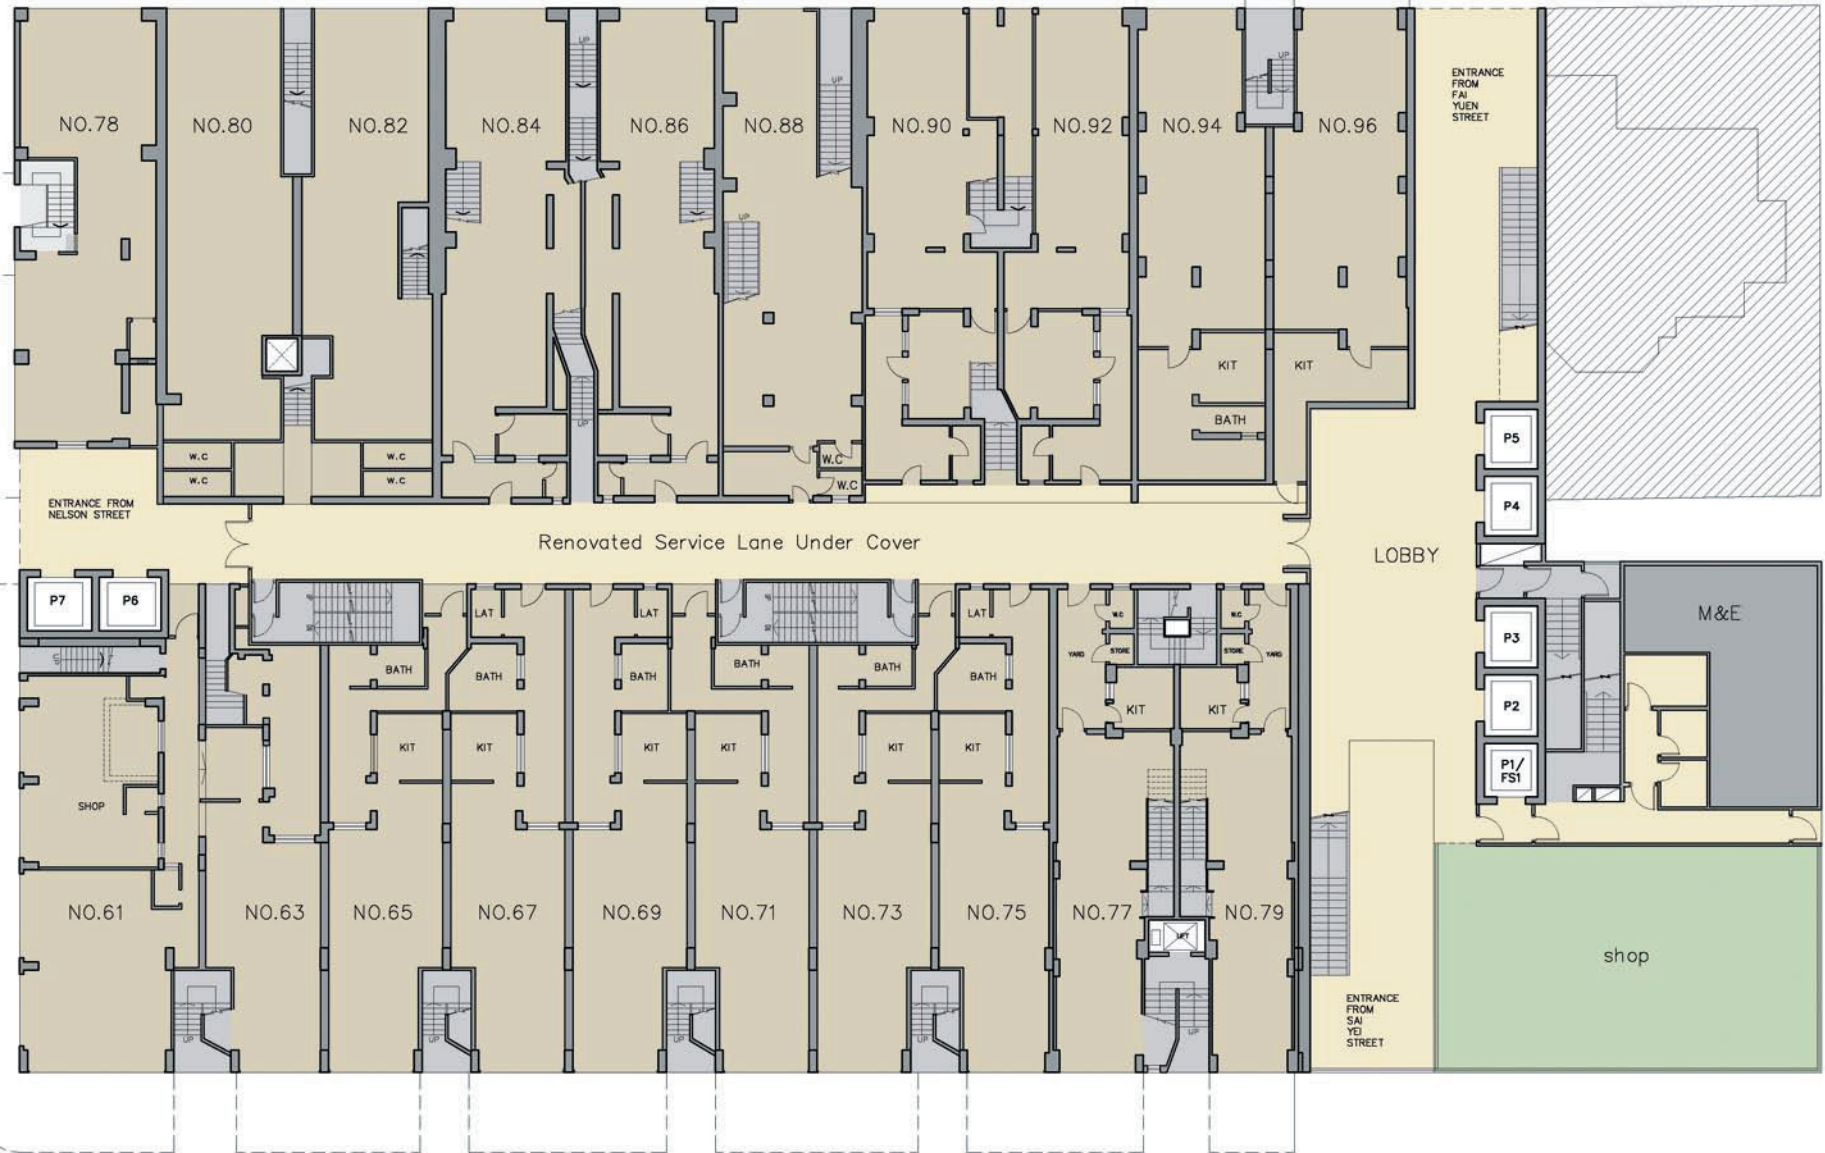 UP
UP
UP
ENTRANCE
FROM
FAI
YUEN
STREET
NO.78
NO.80
NO.82
NO.84
NO.86
NO.88
NO.90
NO.92
NO.94
NO.96
UP
KIT
KIT
BATH
UP
P5
W.C
W.C
W.C
W.C
W.C
W.C
P4
ENTRANCE FROM
NELSON STREET
Renovated Service Lane Under Cover
LOBBY
P7
P6
LAT
LAT
LAT
W.C
W.C
M&E
P3
YARD
STORE
STORE
YARD
UP
BATH
BATH
BATH
BATH
BATH
BATH
KIT
KIT
P2
KIT
KIT
KIT
KIT
KIT
KIT
P1/
FS1
SHOP
NO.61
NO.63
NO.65
NO.67
NO.69
NO.71
NO.73
NO.75
NO.77
NO.79
LIFT
shop
ENTRANCE
FROM
SAI
YEI
STREET
UP
UP
UP
UP
UP